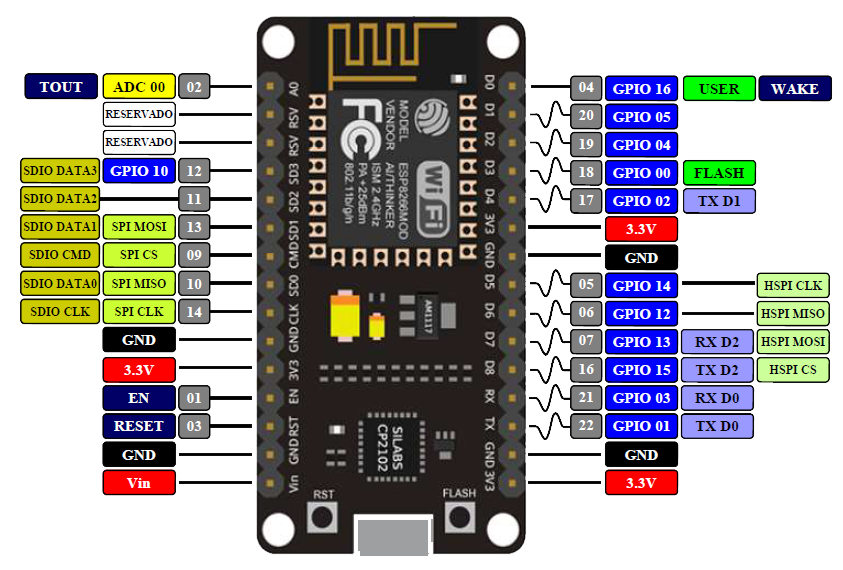 TOUT ADC 00 02
RESERVADO
RESERVADO
SDIO DATA3 GPIO 10 12
SDIO DATA2 11
SDIO DATA1 SPI MOSI 13
SDIO CMD SPI CS 09
SDIO DATA0 SPI MISO 10
SDIO CLK SPI CLK 14
GND
3.3V
EN 01
RESET 03
GND
Vin
A0
RSV
RSV
SD3
SD2
SD1
CMD
SD0
CLK
GND
3V3
EN
RST
GND
Vin
MODEL
VENDOR
ESP8266MOD
AI/THINKER
ISM 2.4GHz
PA +25dBm
802.11b/g/n
FC
WiFi
AM1117
SILABS
CP2102
RST
FLASH
D0
D1
D2
D3
D4
3V3
GND
D5
D6
D7
D8
RX
TX
GND
3V3
04 GPIO 16 USER WAKE
20 GPIO 05
19 GPIO 04
18 GPIO 00 FLASH
17 GPIO 02 TX D1
3.3V
GND
05 GPIO 14 HSPI CLK
06 GPIO 12 HSPI MISO
07 GPIO 13 RX D2 HSPI MOSI
16 GPIO 15 TX D2 HSPI CS
21 GPIO 03 RX D0
22 GPIO 01 TX D0
GND
3.3V